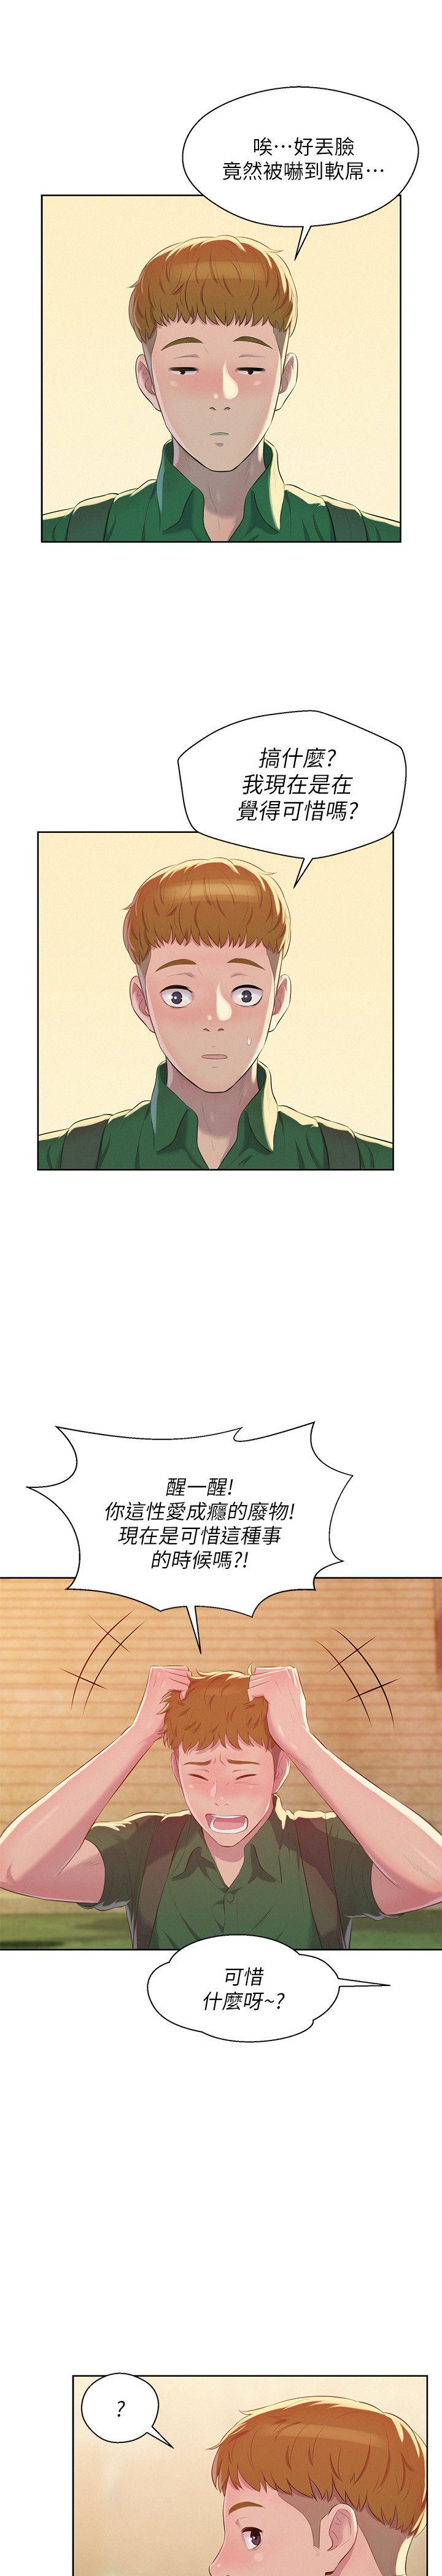 唉⋯好丟臉
竟然被嚇到軟屌⋯
搞什麼?
我現在是在
覺得可惜嗎?
醒一醒!
你這性愛成癮的廢物!
現在是可惜這種事
的時候嗎?!
可惜
什麼呀~?
?